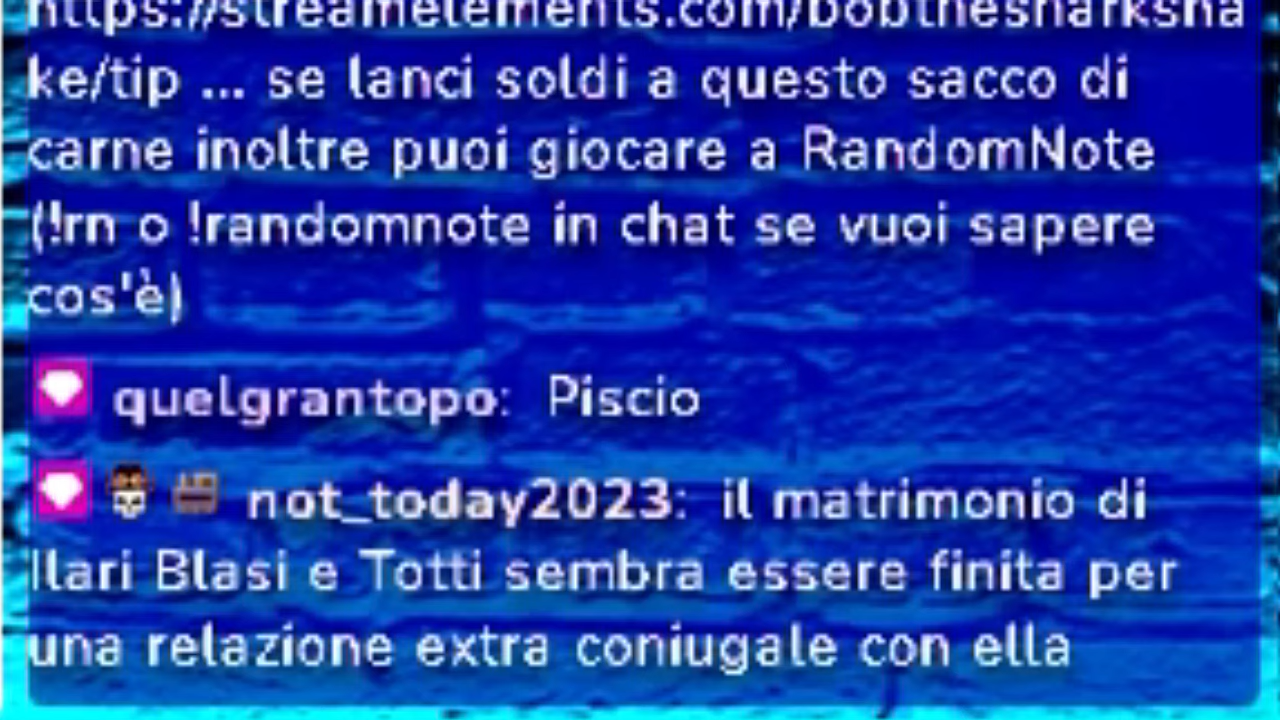 https://streamelements.com/bobthesharksha
ke/tip ... se lanci soldi a questo sacco di
carne inoltre puoi giocare a RandomNote
(!rn o !randomnote in chat se vuoi sapere
cos'è)
quelgrantopo: Piscio
not_today2023: il matrimonio di
Ilari Blasi e Totti sembra essere finita per
una relazione extra coniugale con ella